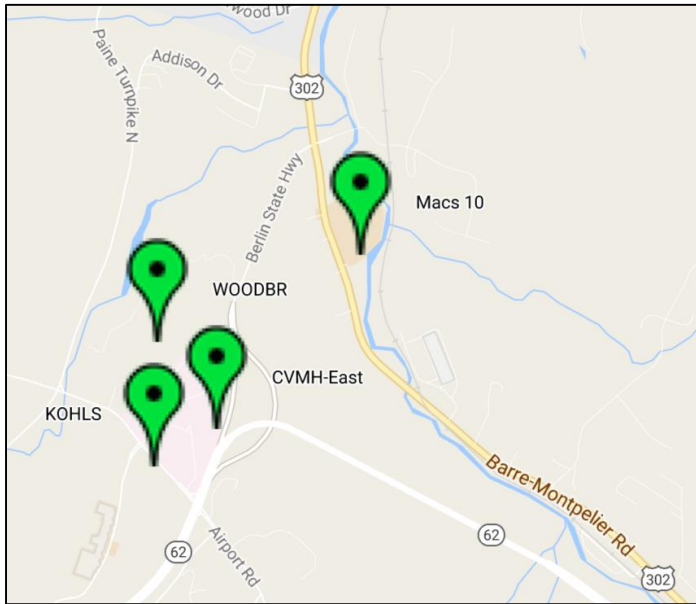 wood Dr
Paine Turnpike N
Addison Dr
302
Berlin State Hwy
Macs 10
WOODBR
CVMH-East
KOHLS
Barre-Montpelier Rd
62
62
Airport Rd
302